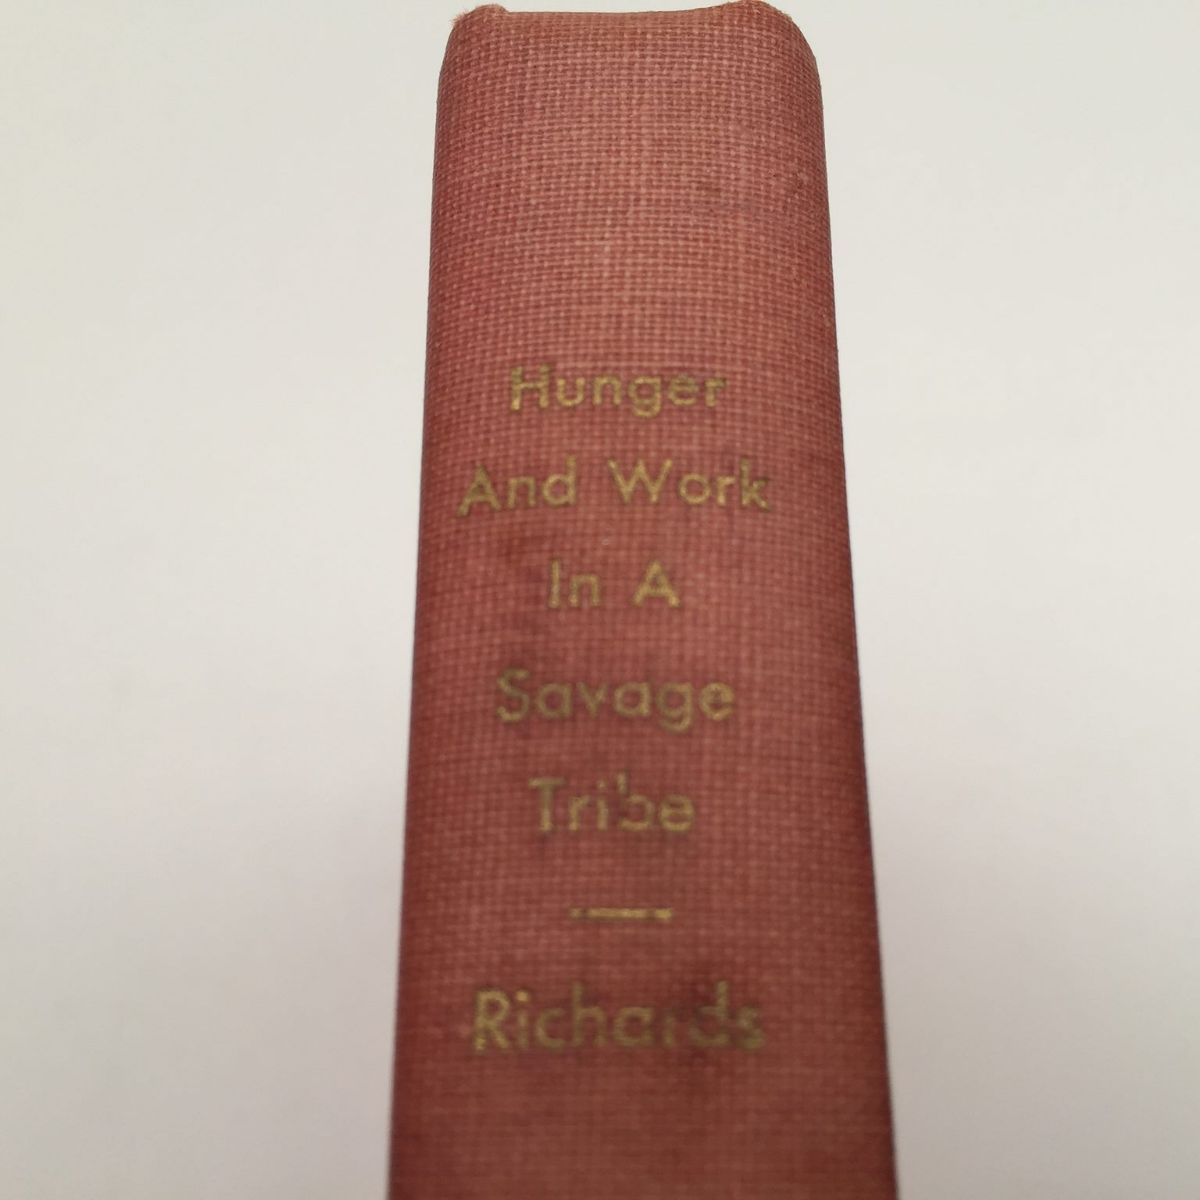 Hunger
And Work
In A
Savage
Tribe
Richards